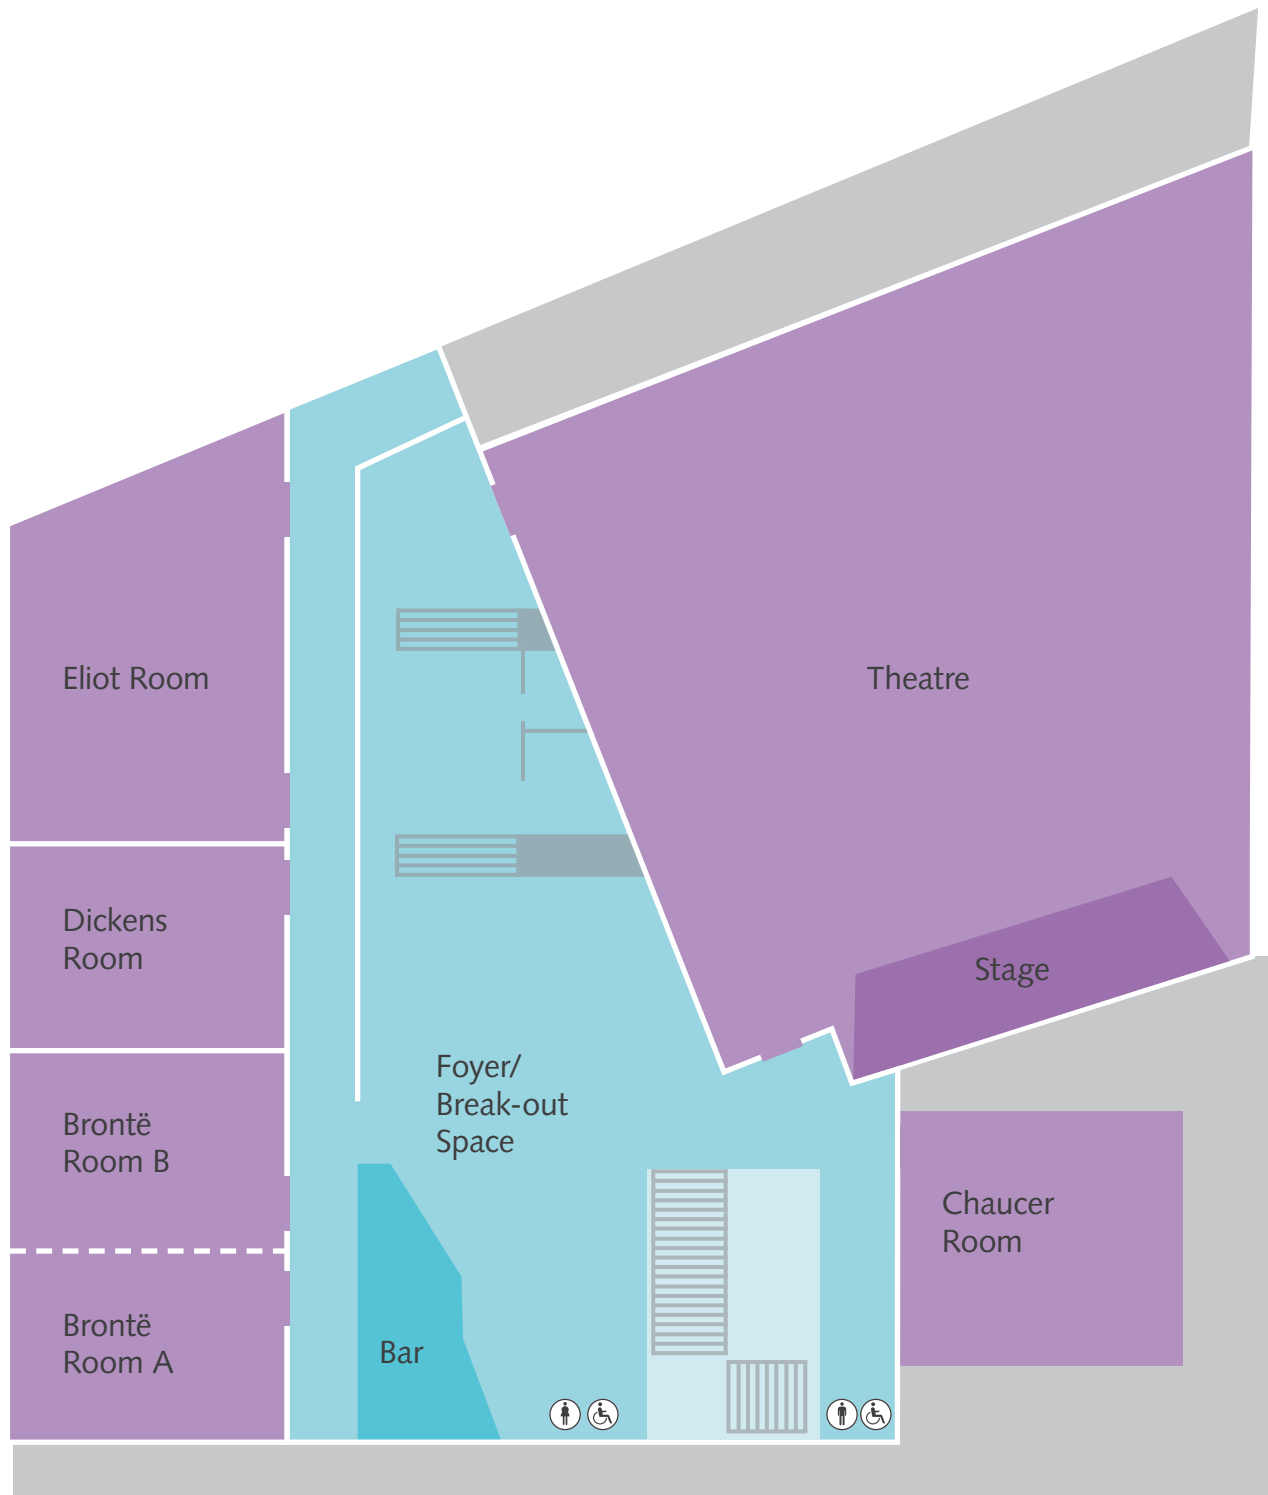 Eliot Room
Theatre
Dickens
Room
Stage
Foyer/
Break-out
Space
Brontë
Room B
Chaucer
Room
Brontë
Room A
Bar